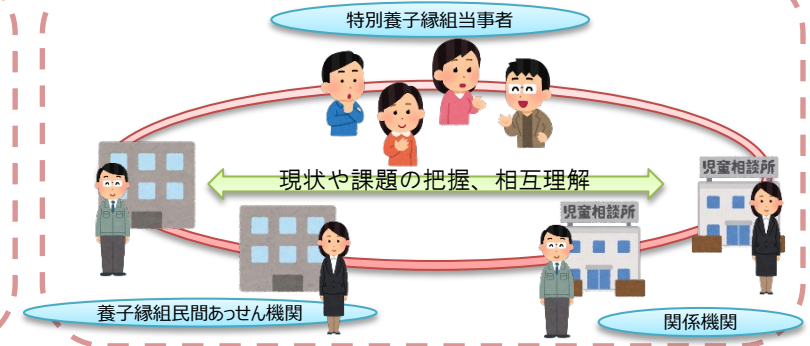 特別養子縁組当事者
児童相談所
現状や課題の把握、相互理解
児童相談所
養子縁組民間あっせん機関
関係機関